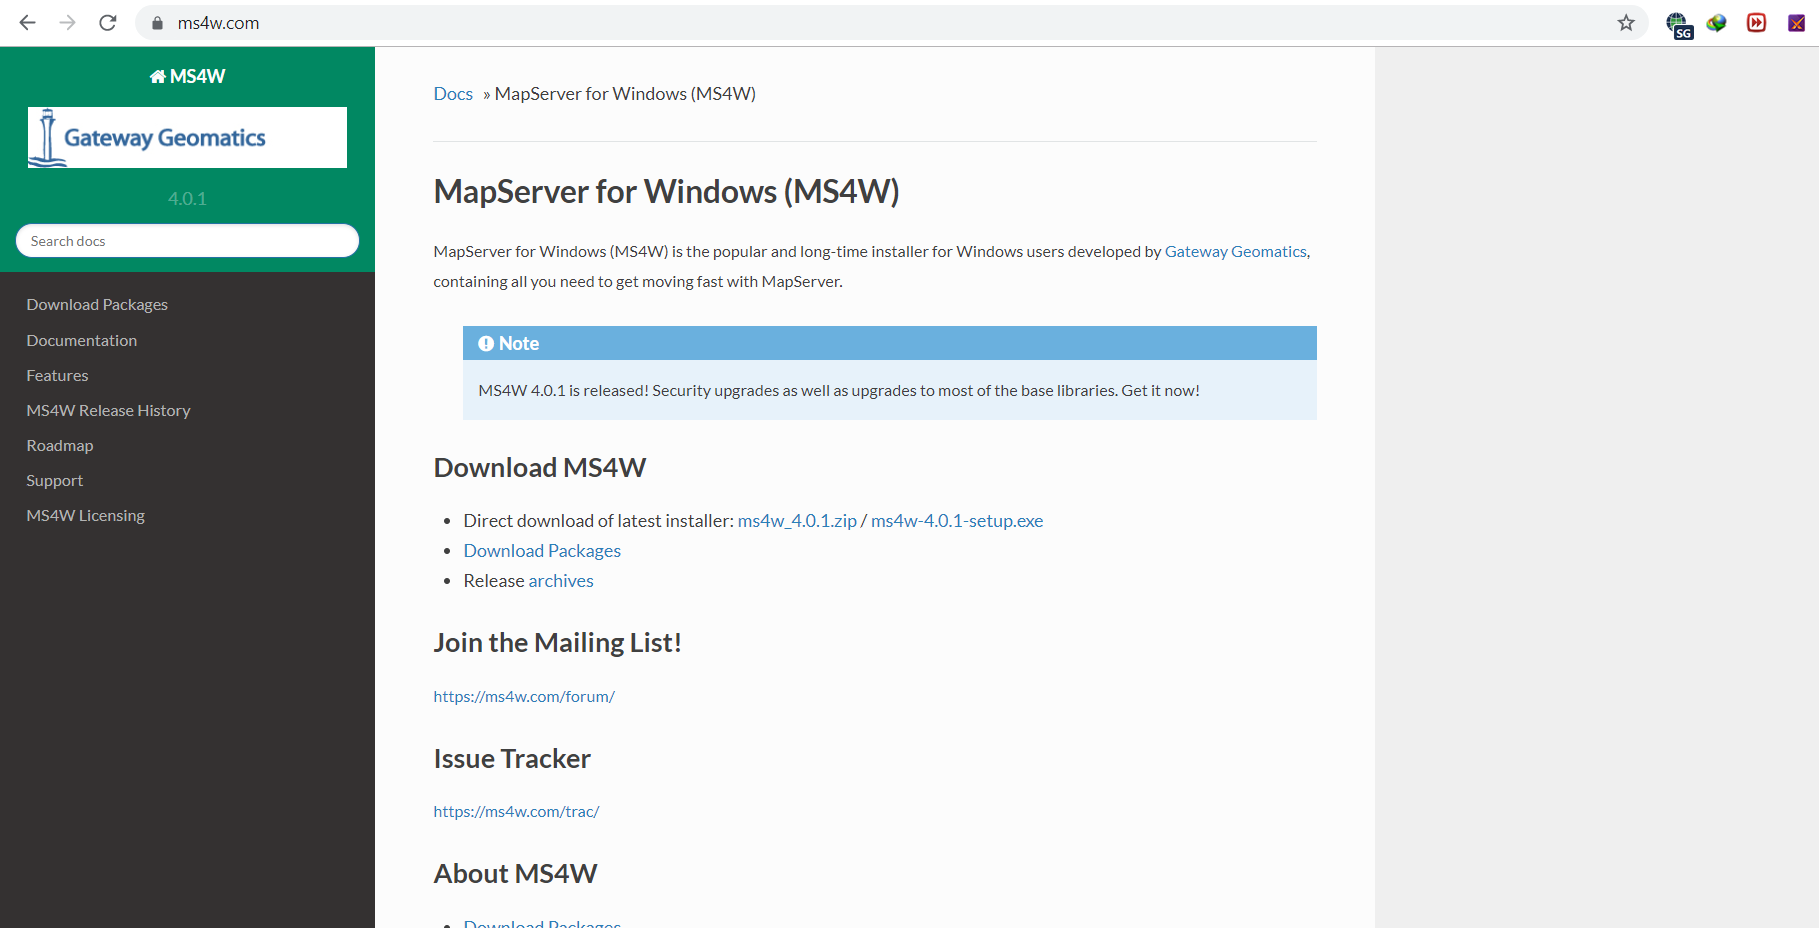 ms4w.com
SG
MS4W
Gateway Geomatics
4.0.1
Search docs
Download Packages
Documentation
Features
MS4W Release History
Roadmap
Support
MS4W Licensing
Docs » MapServer for Windows (MS4W)
MapServer for Windows (MS4W)
MapServer for Windows (MS4W) is the popular and long-time installer for Windows users developed by Gateway Geomatics,
containing all you need to get moving fast with MapServer.
Note
MS4W 4.0.1 is released! Security upgrades as well as upgrades to most of the base libraries. Get it now!
Download MS4W
• Direct download of latest installer: ms4w_4.0.1.zip / ms4w-4.0.1-setup.exe
• Download Packages
• Release archives
Join the Mailing List!
https://ms4w.com/forum/
Issue Tracker
https://ms4w.com/trac/
About MS4W
• Download Packages